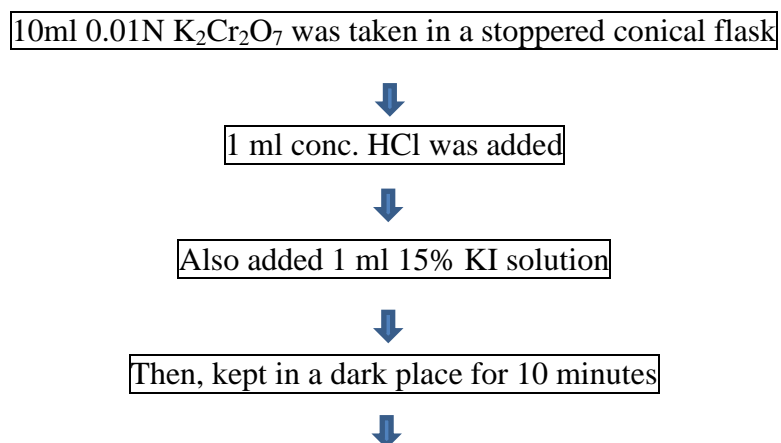 10ml 0.01N K₂Cr₂O₇ was taken in a stoppered conical flask
1 ml conc. HCl was added
Also added 1 ml 15% KI solution
Then, kept in a dark place for 10 minutes